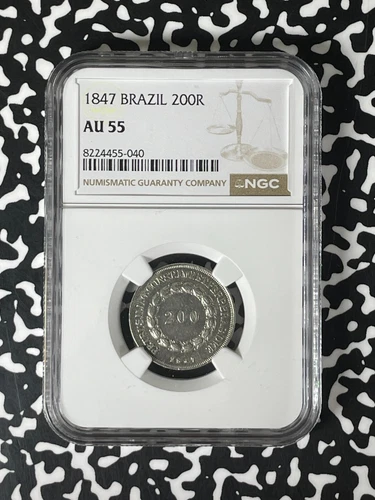 1847 BRAZIL 200R
AU 55
8224455-040
NUMISMATIC GUARANTY COMPANY NGC
200